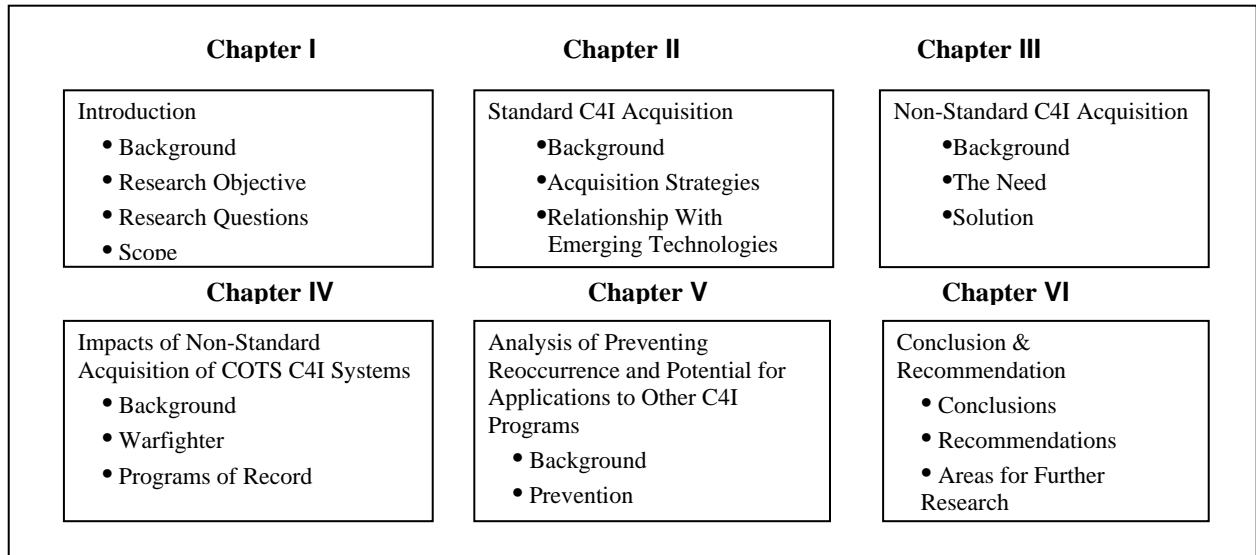 Chapter I
Introduction
• Background
• Research Objective
• Research Questions
• Scope
Chapter II
Standard C4I Acquisition
•Background
•Acquisition Strategies
•Relationship With
Emerging Technologies
Chapter III
Non-Standard C4I Acquisition
•Background
•The Need
•Solution
Chapter IV
Impacts of Non-Standard
Acquisition of COTS C4I Systems
• Background
• Warfighter
• Programs of Record
Chapter V
Analysis of Preventing
Reoccurrence and Potential for
Applications to Other C4I
Programs
• Background
• Prevention
Chapter VI
Conclusion &
Recommendation
• Conclusions
• Recommendations
• Areas for Further
Research